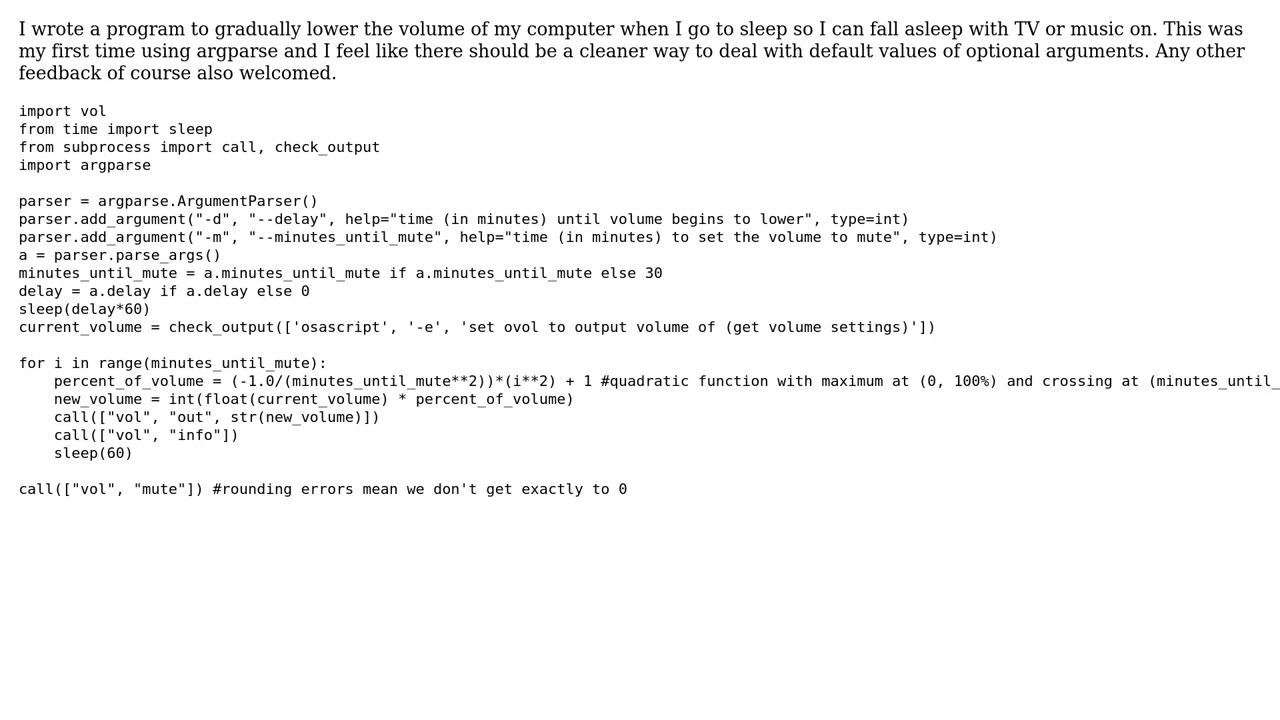 I wrote a program to gradually lower the volume of my computer when I go to sleep so I can fall asleep with TV or music on. This was
my first time using argparse and I feel like there should be a cleaner way to deal with default values of optional arguments. Any other
feedback of course also welcomed.
import vol
from time import sleep
from subprocess import call, check_output
import argparse
parser = argparse.ArgumentParser()
parser.add_argument("-d", "--delay", help="time (in minutes) until volume begins to lower", type=int)
parser.add_argument("-m", "--minutes_until_mute", help="time (in minutes) to set the volume to mute", type=int)
a = parser.parse_args()
minutes_until_mute = a.minutes_until_mute if a.minutes_until_mute else 30
delay = a.delay if a.delay else 0
sleep(delay*60)
current_volume = check_output(['osascript', '-e', 'set ovol to output volume of (get volume settings)'])
for i in range(minutes_until_mute):
    percent_of_volume = (-1.0/(minutes_until_mute**2))*(i**2) + 1 #quadratic function with maximum at (0, 100%) and crossing at (minutes_until_
    new_volume = int(float(current_volume) * percent_of_volume)
    call(["vol", "out", str(new_volume)])
    call(["vol", "info"])
    sleep(60)
call(["vol", "mute"]) #rounding errors mean we don't get exactly to 0